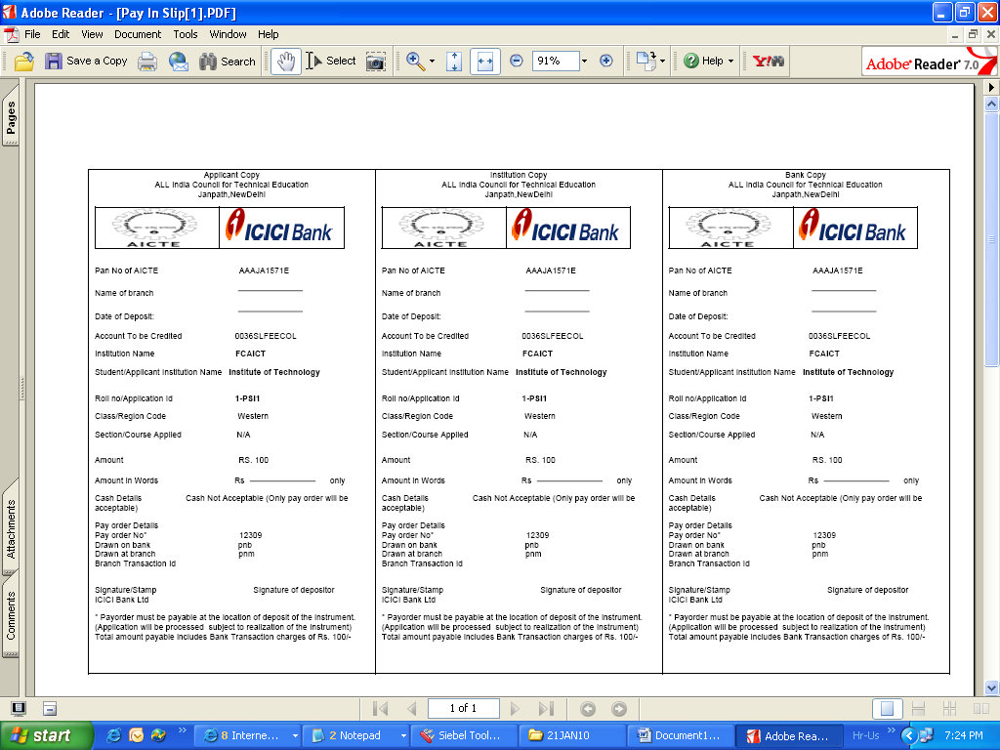 Adobe Reader - [Pay In Slip[1].PDF]
File Edit View Document Tools Window Help
Save a Copy Search Select 91% Help Y! Adobe Reader 7.0
Pages
Attachments
Comments
Applicant Copy
ALL India Council for Technical Education
Janpath,NewDelhi
AICTE ICICI Bank
Pan No of AICTE AAAJA1571E
Name of branch
Date of Deposit:
Account To be Credited 0036SLFEECOL
Institution Name FCAICT
Student/Applicant Institution Name Institute of Technology
Roll no/Application Id 1-PSI1
Class/Region Code Western
Section/Course Applied N/A
Amount RS. 100
Amount in Words Rs only
Cash Details Cash Not Acceptable (Only pay order will be
acceptable)
Pay order Details
Pay order No* 12309
Drawn on bank pnb
Drawn at branch pnm
Branch Transaction Id
Signature/Stamp Signature of depositor
ICICI Bank Ltd
* Payorder must be payable at the location of deposit of the instrument.
(Application will be processed subject to realization of the Instrument)
Total amount payable includes Bank Transaction charges of Rs. 100/-
Institution Copy
ALL India Council for Technical Education
Janpath,NewDelhi
AICTE ICICI Bank
Pan No of AICTE AAAJA1571E
Name of branch
Date of Deposit:
Account To be Credited 0036SLFEECOL
Institution Name FCAICT
Student/Applicant Institution Name Institute of Technology
Roll no/Application Id 1-PSI1
Class/Region Code Western
Section/Course Applied N/A
Amount RS. 100
Amount in Words Rs only
Cash Details Cash Not Acceptable (Only pay order will be
acceptable)
Pay order Details
Pay order No* 12309
Drawn on bank pnb
Drawn at branch pnm
Branch Transaction Id
Signature/Stamp Signature of depositor
ICICI Bank Ltd
* Payorder must be payable at the location of deposit of the instrument.
(Application will be processed subject to realization of the Instrument)
Total amount payable includes Bank Transaction charges of Rs. 100/-
Bank Copy
ALL India Council for Technical Education
Janpath,NewDelhi
AICTE ICICI Bank
Pan No of AICTE AAAJA1571E
Name of branch
Date of Deposit:
Account To be Credited 0036SLFEECOL
Institution Name FCAICT
Student/Applicant Institution Name Institute of Technology
Roll no/Application Id 1-PSI1
Class/Region Code Western
Section/Course Applied N/A
Amount RS. 100
Amount in Words Rs only
Cash Details Cash Not Acceptable (Only pay order will be
acceptable)
Pay order Details
Pay order No* 12309
Drawn on bank pnb
Drawn at branch pnm
Branch Transaction Id
Signature/Stamp Signature of depositor
ICICI Bank Ltd
* Payorder must be payable at the location of deposit of the instrument.
(Application will be processed subject to realization of the Instrument)
Total amount payable includes Bank Transaction charges of Rs. 100/-
1 of 1
start 8 Interne... 2 Notepad Siebel Tool... 21JAN10 Document1... Adobe Rea... Hr-Us 7:24 PM